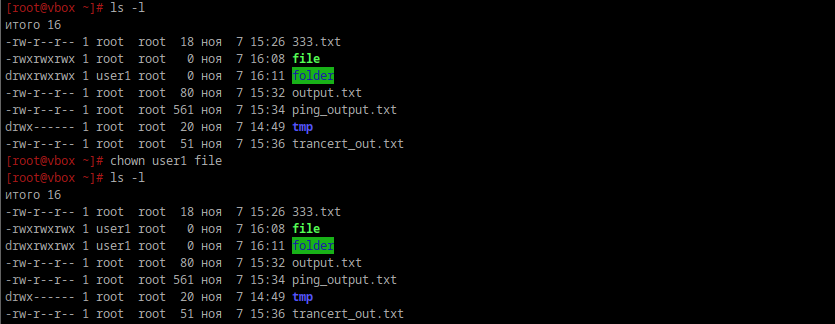 [root@vbox ~]# ls -l
итого 16
-rw-r--r-- 1 root  root  18 ноя  7 15:26 333.txt
-rwxrwxrwx 1 root  root   0 ноя  7 16:08 file
drwxrwxrwx 1 user1 root   0 ноя  7 16:11 folder
-rw-r--r-- 1 root  root  80 ноя  7 15:32 output.txt
-rw-r--r-- 1 root  root 561 ноя  7 15:34 ping_output.txt
drwx------ 1 root  root  20 ноя  7 14:49 tmp
-rw-r--r-- 1 root  root  51 ноя  7 15:36 trancert_out.txt
[root@vbox ~]# chown user1 file
[root@vbox ~]# ls -l
итого 16
-rw-r--r-- 1 root  root  18 ноя  7 15:26 333.txt
-rwxrwxrwx 1 user1 root   0 ноя  7 16:08 file
drwxrwxrwx 1 user1 root   0 ноя  7 16:11 folder
-rw-r--r-- 1 root  root  80 ноя  7 15:32 output.txt
-rw-r--r-- 1 root  root 561 ноя  7 15:34 ping_output.txt
drwx------ 1 root  root  20 ноя  7 14:49 tmp
-rw-r--r-- 1 root  root  51 ноя  7 15:36 trancert_out.txt